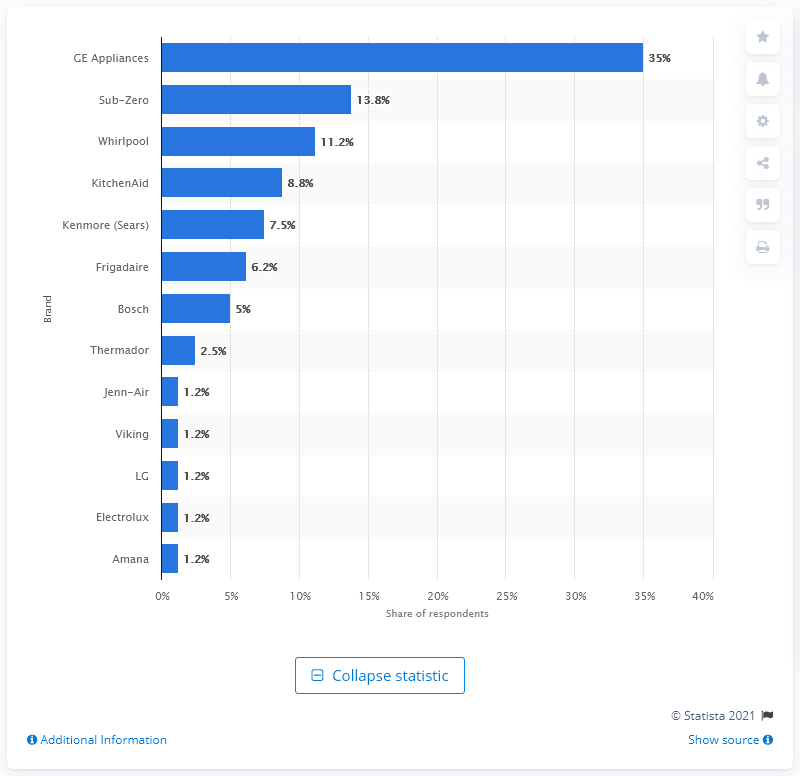 GE Appliances 35%
Sub-Zero 13.8%
Whirlpool 11.2%
KitchenAid 8.8%
Kenmore (Sears) 7.5%
Frigadaire 6.2%
Brand
Bosch 5%
Thermador 2.5%
Jenn-Air 1.2%
Viking 1.2%
LG 1.2%
Electrolux 1.2%
Amana 1.2%
0% 5% 10% 15% 20% 25% 30% 35% 40%
Share of respondents
Collapse statistic
© Statista 2021
Additional Information Show source